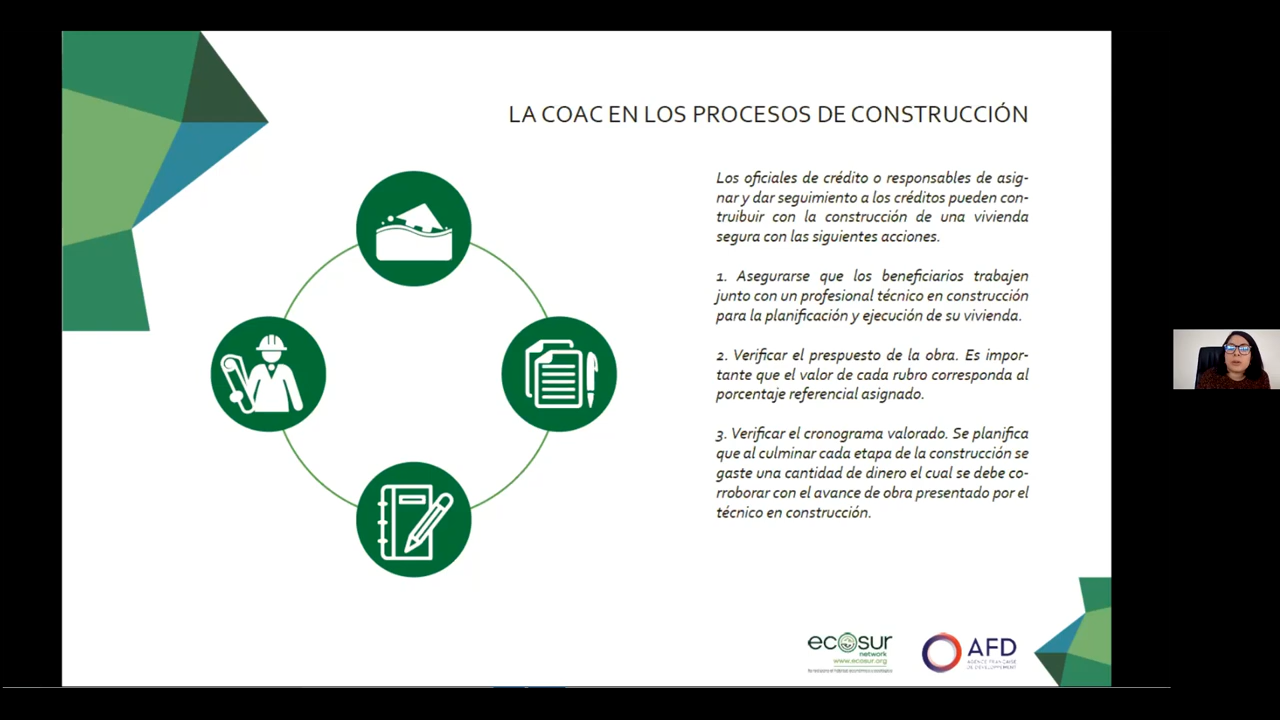 LA COAC EN LOS PROCESOS DE CONSTRUCCIÓN
Los oficiales de crédito o responsables de asig-
nar y dar seguimiento a los créditos pueden con-
truibuir con la construcción de una vivienda
segura con las siguientes acciones.
1. Asegurarse que los beneficiarios trabajen
junto con un profesional técnico en construcción
para la planificación y ejecución de su vivienda.
2. Verificar el prespuesto de la obra. Es impor-
tante que el valor de cada rubro corresponda al
porcentaje referencial asignado.
3. Verificar el cronograma valorado. Se planifica
que al culminar cada etapa de la construcción se
gaste una cantidad de dinero el cual se debe co-
rroborar con el avance de obra presentado por el
técnico en construcción.
ecosur
network
www.ecosur.org
AFD
AGENCE FRANÇAISE
DE DÉVELOPPEMENT